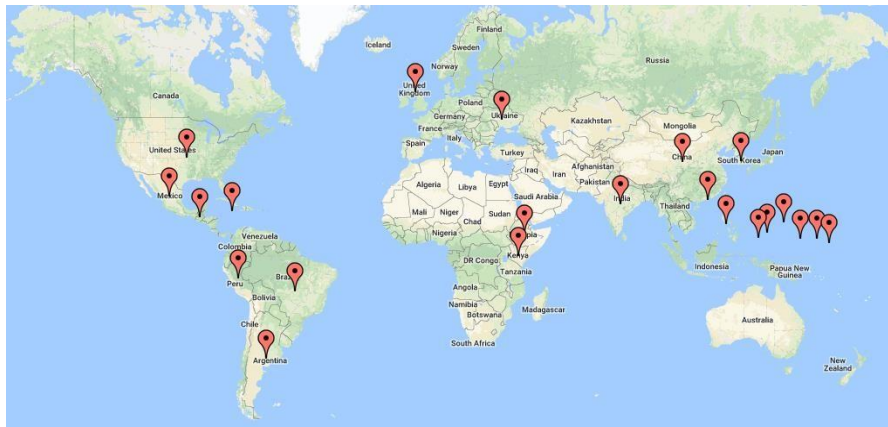 Iceland
Finland
Sweden
Norway
Russia
Canada
United
Kingdom
Poland
Germany
Ukraine
France
Kazakhstan
Mongolia
Italy
Spain
Turkey
United States
China
South Korea
Japan
Iraq
Iran
Afghanistan
Pakistan
Algeria
Libya
Egypt
Saudi Arabia
Mexico
India
Mali
Niger
Chad
Sudan
Thailand
Nigeria
Venezuela
Colombia
Kenya
DR Congo
Tanzania
Indonesia
Papua New
Guinea
Peru
Angola
Bolivia
Namibia
Botswana
Madagascar
Chile
Australia
South Africa
Argentina
New
Zealand